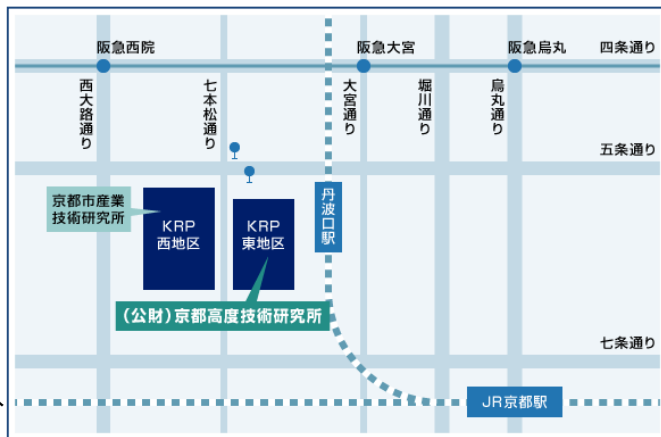 阪急西院
阪急大宮
阪急烏丸
四条通り
西大路通り
七本松通り
大宮通り
堀川通り
烏丸通り
五条通り
京都市産業
技術研究所
KRP
西地区
KRP
東地区
丹波口駅
(公財)京都高度技術研究所
七条通り
JR京都駅